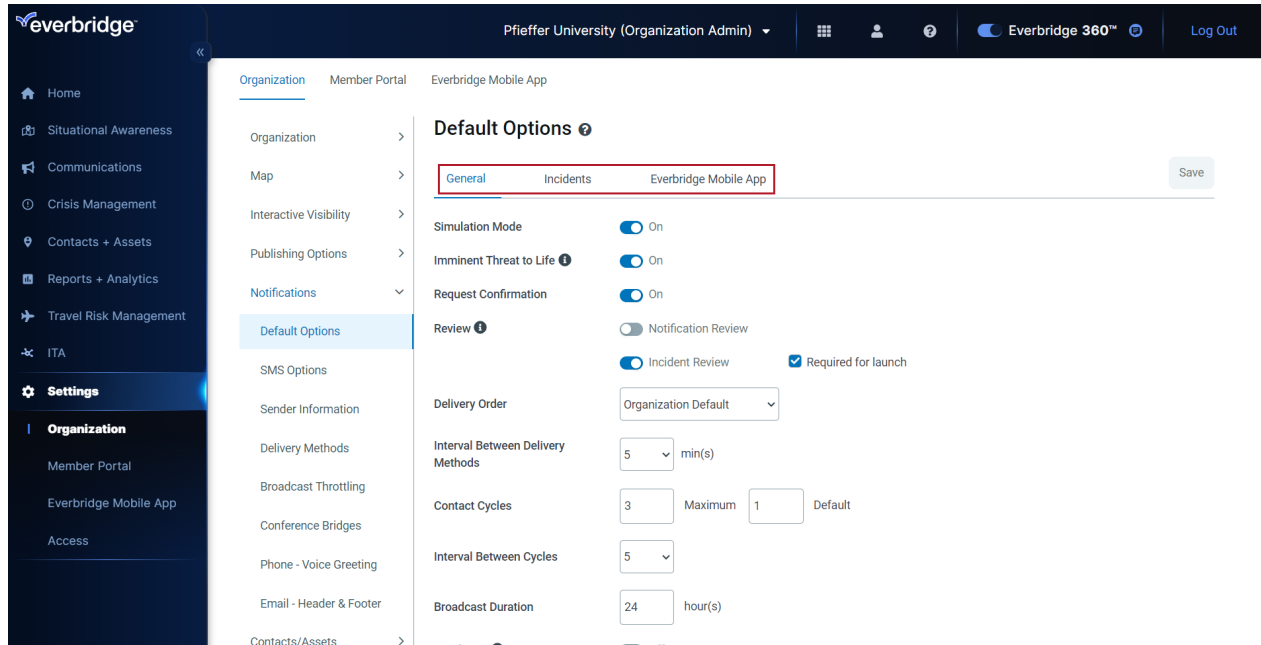 everbridge™
Pfieffer University (Organization Admin)
Everbridge 360™
Log Out
«
Home
Situational Awareness
Communications
Crisis Management
Contacts + Assets
Reports + Analytics
Travel Risk Management
ITA
Settings
Organization
Member Portal
Everbridge Mobile App
Access
Organization
Member Portal
Everbridge Mobile App
Organization
Map
Interactive Visibility
Publishing Options
Notifications
Default Options
SMS Options
Sender Information
Delivery Methods
Broadcast Throttling
Conference Bridges
Phone - Voice Greeting
Email - Header & Footer
Contacts/Assets
Default Options
General
Incidents
Everbridge Mobile App
Save
Simulation Mode
On
Imminent Threat to Life
On
Request Confirmation
On
Review
Notification Review
Incident Review
Required for launch
Delivery Order
Organization Default
Interval Between Delivery
Methods
5 min(s)
Contact Cycles
3 Maximum 1 Default
Interval Between Cycles
5
Broadcast Duration
24 hour(s)